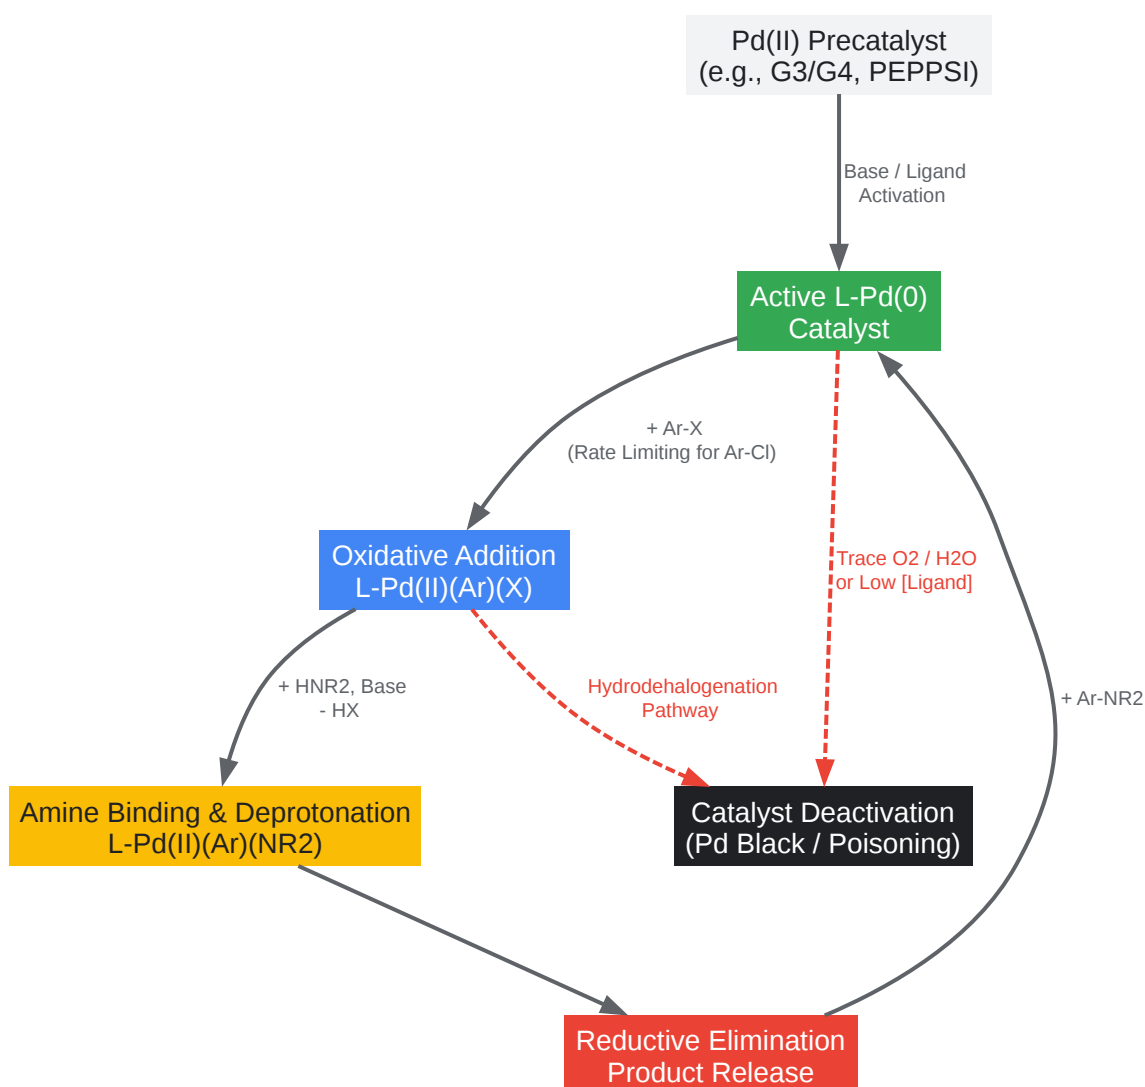 Pd(II) Precatalyst
(e.g., G3/G4, PEPPSI)
Base / Ligand
Activation
Active L-Pd(0)
Catalyst
+ Ar-X
(Rate Limiting for Ar-Cl)
Oxidative Addition
L-Pd(II)(Ar)(X)
Trace O2 / H2O
or Low [Ligand]
+ HNR2, Base
- HX
Hydrodehalogenation
Pathway
+ Ar-NR2
Amine Binding & Deprotonation
L-Pd(II)(Ar)(NR2)
Catalyst Deactivation
(Pd Black / Poisoning)
Reductive Elimination
Product Release